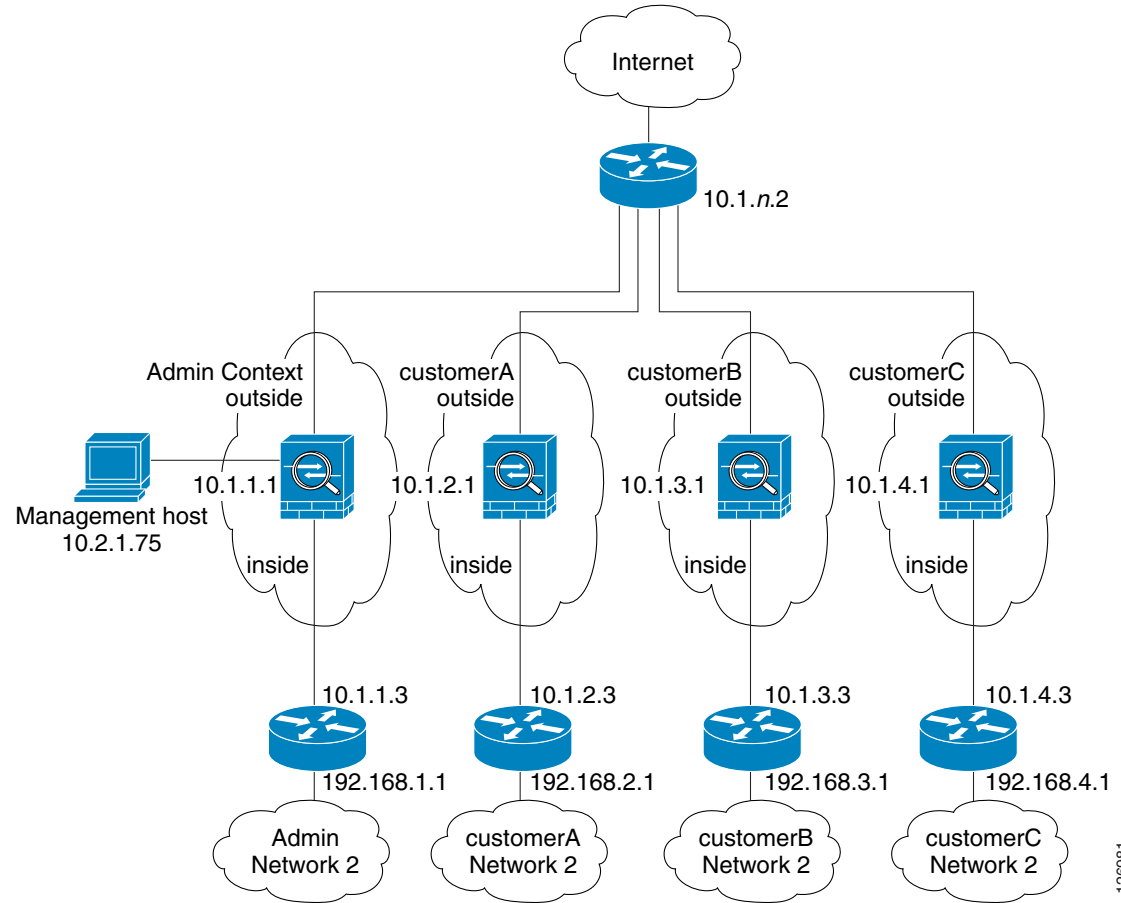 Internet
10.1.n.2
Admin Context
outside
customerA
outside
customerB
outside
customerC
outside
10.1.1.1
10.1.2.1
10.1.3.1
10.1.4.1
Management host
10.2.1.75
inside
inside
inside
inside
10.1.1.3
10.1.2.3
10.1.3.3
10.1.4.3
192.168.1.1
192.168.2.1
192.168.3.1
192.168.4.1
Admin
Network 2
customerA
Network 2
customerB
Network 2
customerC
Network 2